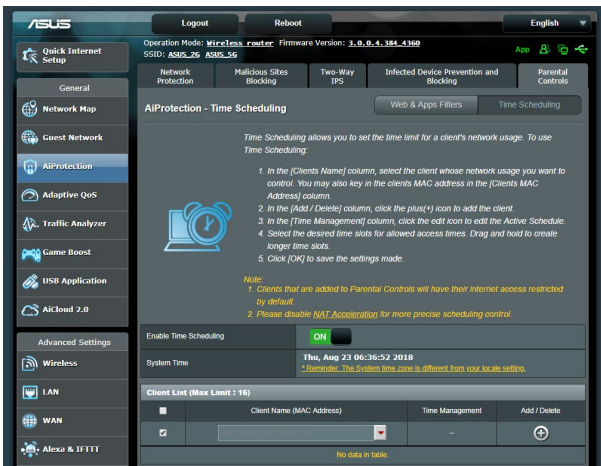 ASUS
Logout
Reboot
English
Operation Mode: Wireless router Firmware Version: 3.0.0.4.384_4360
SSID: ASUS_2G ASUS_5G
App
Quick Internet
Setup
General
Network Map
Guest Network
AiProtection
Adaptive QoS
Traffic Analyzer
Game Boost
USB Application
AiCloud 2.0
Advanced Settings
Wireless
LAN
WAN
Alexa & IFTTT
Network
Protection
Malicious Sites
Blocking
Two-Way
IPS
Infected Device Prevention and
Blocking
Parental
Controls
AiProtection - Time Scheduling
Web & Apps Filters
Time Scheduling
Time Scheduling allows you to set the time limit for a client's network usage. To use
Time Scheduling:
1. In the [Clients Name] column, select the client whose network usage you want to
control. You may also key in the clients MAC address in the [Clients MAC
Address] column.
2. In the [Add / Delete] column, click the plus(+) icon to add the client.
3. In the [Time Management] column, click the edit icon to edit the Active Schedule.
4. Select the desired time slots for allowed access times. Drag and hold to create
longer time slots.
5. Click [OK] to save the settings made.
Note:
1. Clients that are added to Parental Controls will have their internet access restricted
by default.
2. Please disable NAT Acceleration for more precise scheduling control.
Enable Time Scheduling
ON
System Time
Thu, Aug 23 06:36:52 2018
* Reminder: The System time zone is different from your locale setting.
Client List (Max Limit : 16)
Client Name (MAC Address)
Time Management
Add / Delete
–
No data in table.